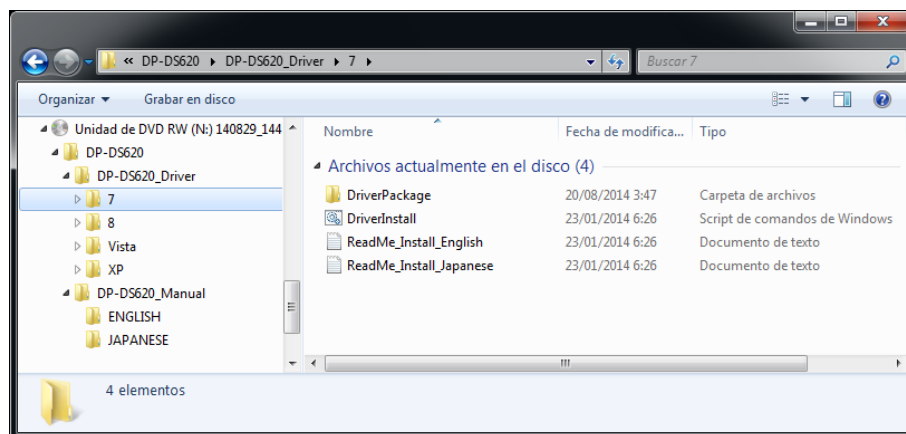 « DP-DS620 ▸ DP-DS620_Driver ▸ 7 ▸
Buscar 7
Organizar
Grabar en disco
Unidad de DVD RW (N:) 140829_144
DP-DS620
DP-DS620_Driver
7
8
Vista
XP
DP-DS620_Manual
ENGLISH
JAPANESE
Nombre Fecha de modifica... Tipo
Archivos actualmente en el disco (4)
DriverPackage 20/08/2014 3:47 Carpeta de archivos
DriverInstall 23/01/2014 6:26 Script de comandos de Windows
ReadMe_Install_English 23/01/2014 6:26 Documento de texto
ReadMe_Install_Japanese 23/01/2014 6:26 Documento de texto
4 elementos